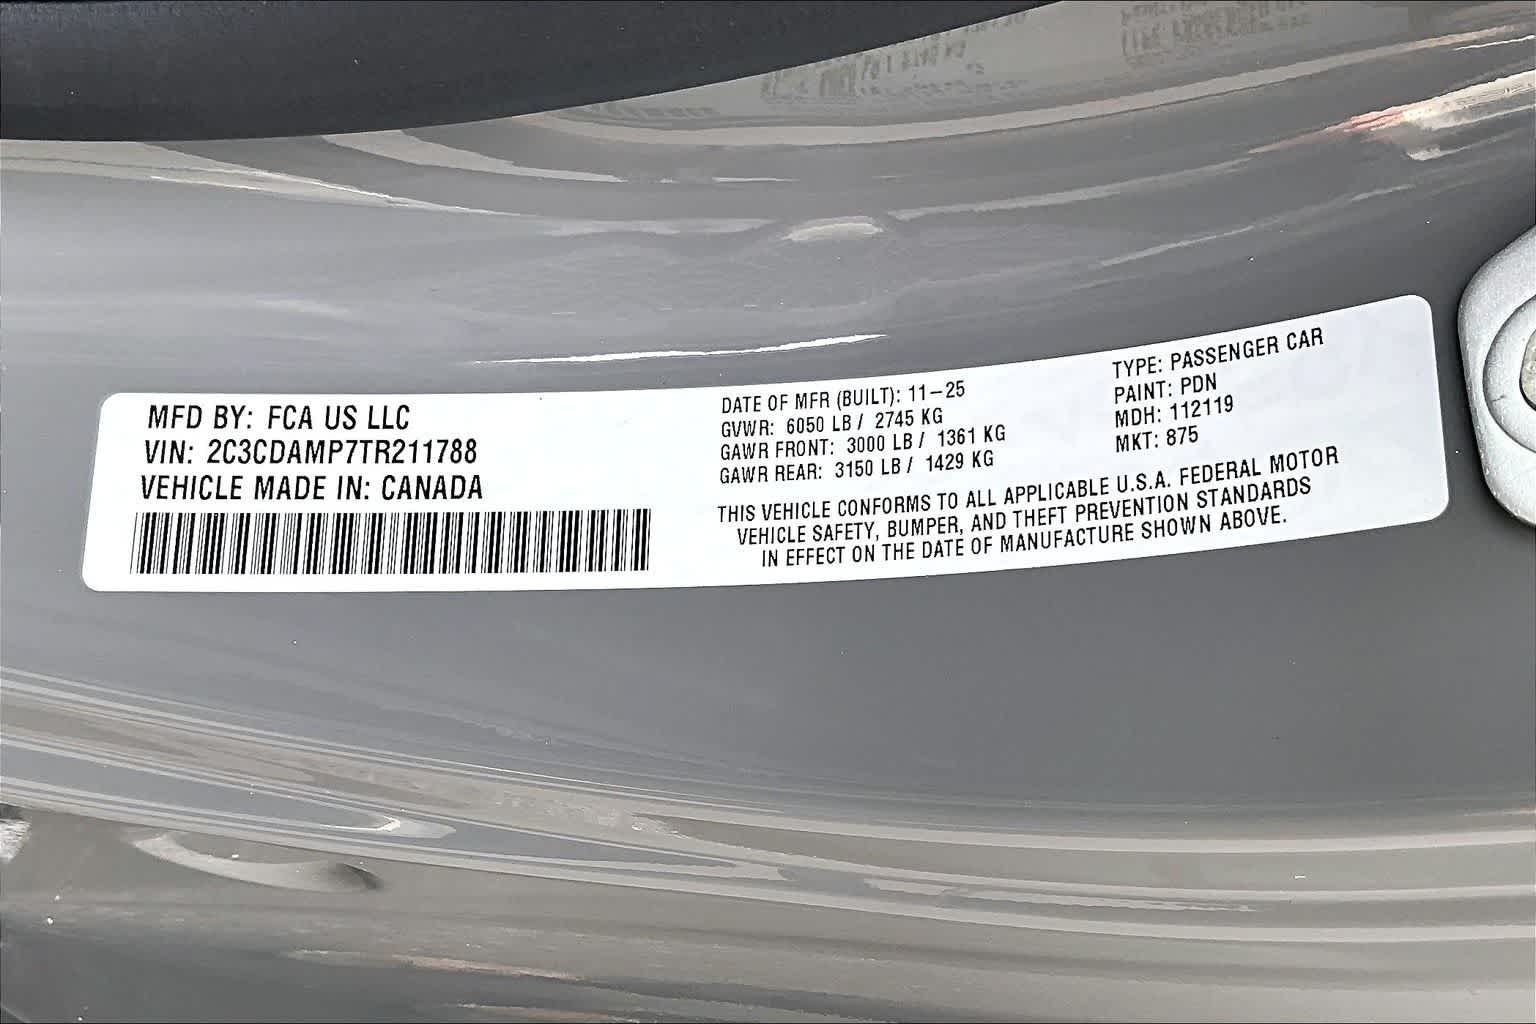 MFD BY: FCA US LLC
VIN: 2C3CDAMP7TR211788
VEHICLE MADE IN: CANADA
DATE OF MFR (BUILT): 11-25
GVWR: 6050 LB / 2745 KG
GAWR FRONT: 3000 LB / 1361 KG
GAWR REAR: 3150 LB / 1429 KG
TYPE: PASSENGER CAR
PAINT: PDN
MDH: 112119
MKT: 875
THIS VEHICLE CONFORMS TO ALL APPLICABLE U.S.A. FEDERAL MOTOR
VEHICLE SAFETY, BUMPER, AND THEFT PREVENTION STANDARDS
IN EFFECT ON THE DATE OF MANUFACTURE SHOWN ABOVE.